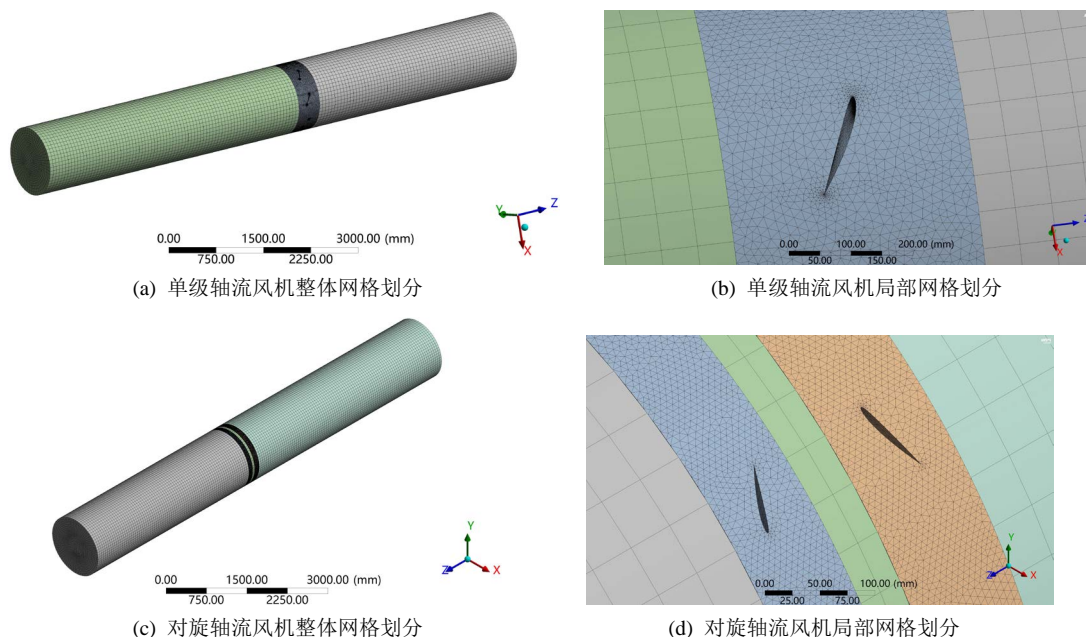 Y
Z
X
0.00 1500.00 3000.00 (mm)
750.00 2250.00
(a) 单级轴流风机整体网格划分
Z
X
0.00 100.00 200.00 (mm)
50.00 150.00
(b) 单级轴流风机局部网格划分
Y
Z
X
0.00 1500.00 3000.00 (mm)
750.00 2250.00
(c) 对旋轴流风机整体网格划分
Y
Z
X
0.00 50.00 100.00 (mm)
25.00 75.00
(d) 对旋轴流风机局部网格划分